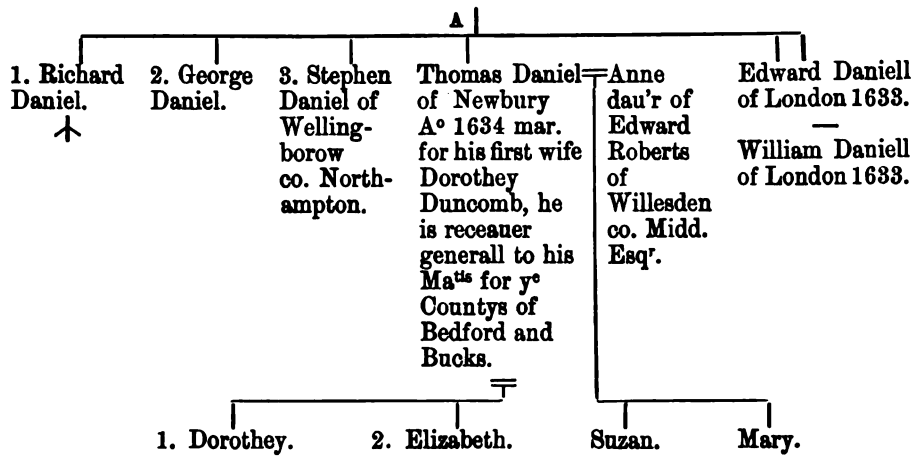 A
1. Richard
Daniel.
2. George
Daniel.
3. Stephen
Daniel of
Welling-
borow
co. North-
ampton.
Thomas Daniel
of Newbury
Aº 1634 mar.
for his first wife
Dorothey
Duncomb, he
is receauer
generall to his
Maᵗⁱˢ for yᵉ
Countys of
Bedford and
Bucks.
Anne
dau'r of
Edward
Roberts
of
Willesden
co. Midd.
Esqʳ.
Edward Daniell
of London 1633.
William Daniell
of London 1633.
1. Dorothey.
2. Elizabeth.
Suzan.
Mary.